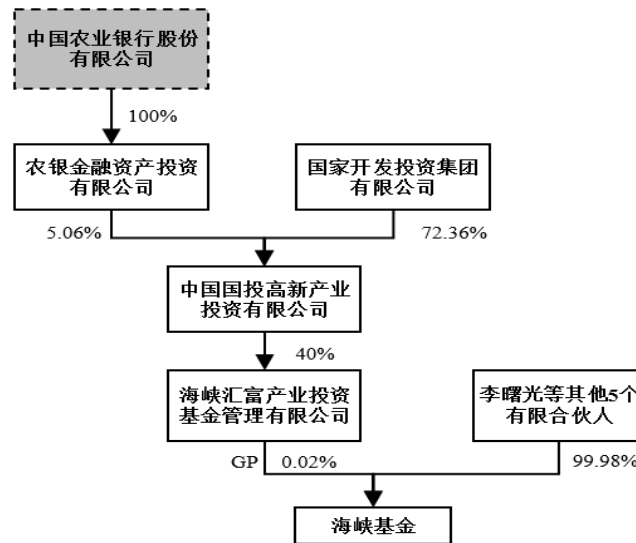 中国农业银行股份
有限公司
100%
农银金融资产投资
有限公司
国家开发投资集团
有限公司
5.06%
72.36%
中国国投高新产业
投资有限公司
40%
海峡汇富产业投资
基金管理有限公司
李曙光等其他5个
有限合伙人
GP 0.02%
99.98%
海峡基金